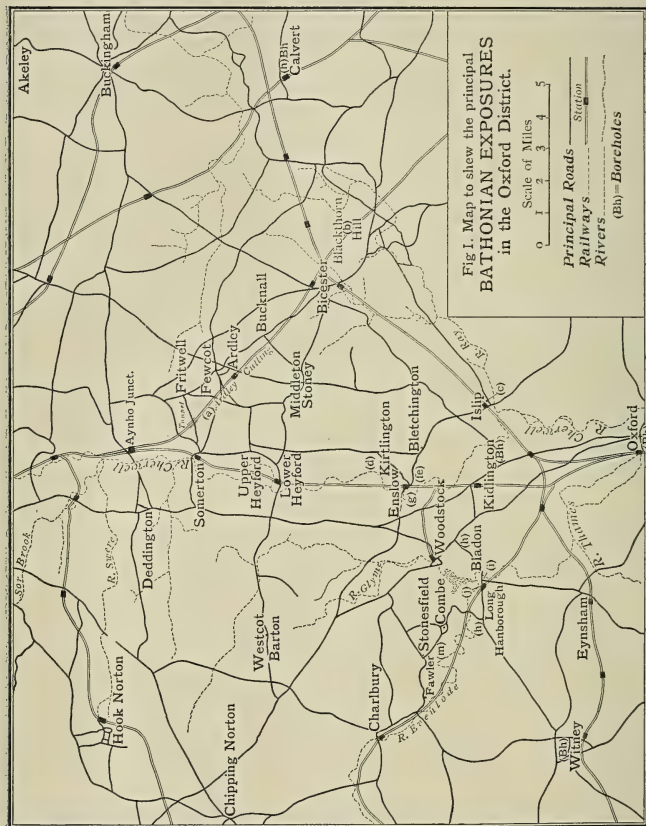 Fig 1. Map to shew the principal
BATHONIAN EXPOSURES
in the Oxford District.
Scale of Miles
0 1 2 3 4 5
Principal Roads
Railways Station
Rivers
(Bh)=Boreholes
Akeley
Buckingham
(n)Bh
Calvert
Blackthorn
(b)
Hill
Bicester
Bucknall
Fritwell
Fewcot
Ardley
Tunnel
(a) Ardley Cutting
Middleton
Stoney
Aynho Junct.
R. Cherwell
Somerton
Upper
Heyford
Lower
Heyford
(d)
Kirtlington
Bletchington
Enslow
(g)
R. Ray
Islip
(c)
R. Cherwell
Oxford
Kidlington
(Bh)
Woodstock
(h)
Bladon
(i)
R. Thames
Sor. Brook
R. Swere
Deddington
R. Glyme
Westcot
Barton
Stonesfield
Combe
(m)
(j)
Long
Hanborough
Fawler
R. Evenlode
Charlbury
Eynsham
(Bh)
Witney
Hook Norton
Chipping Norton